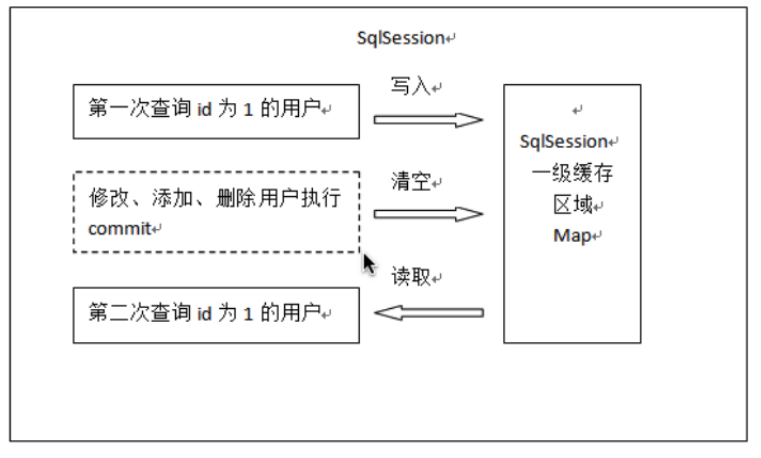 SqlSession↵
第一次查询 id 为 1 的用户↵
写入↵
↵
SqlSession↵
一级缓存
区域↵
Map↵
修改、添加、删除用户执行
commit↵
清空↵
第二次查询 id 为 1 的用户↵
读取↵